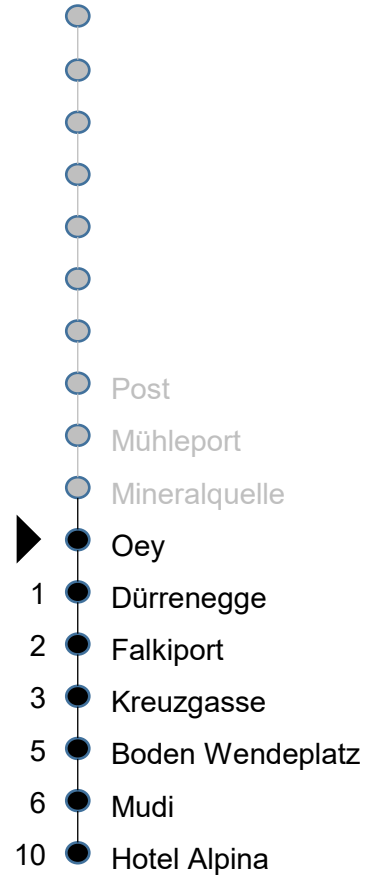 Post
Mühleport
Mineralquelle
Oey
1 Dürrenegge
2 Falkiport
3 Kreuzgasse
5 Boden Wendeplatz
6 Mudi
10 Hotel Alpina